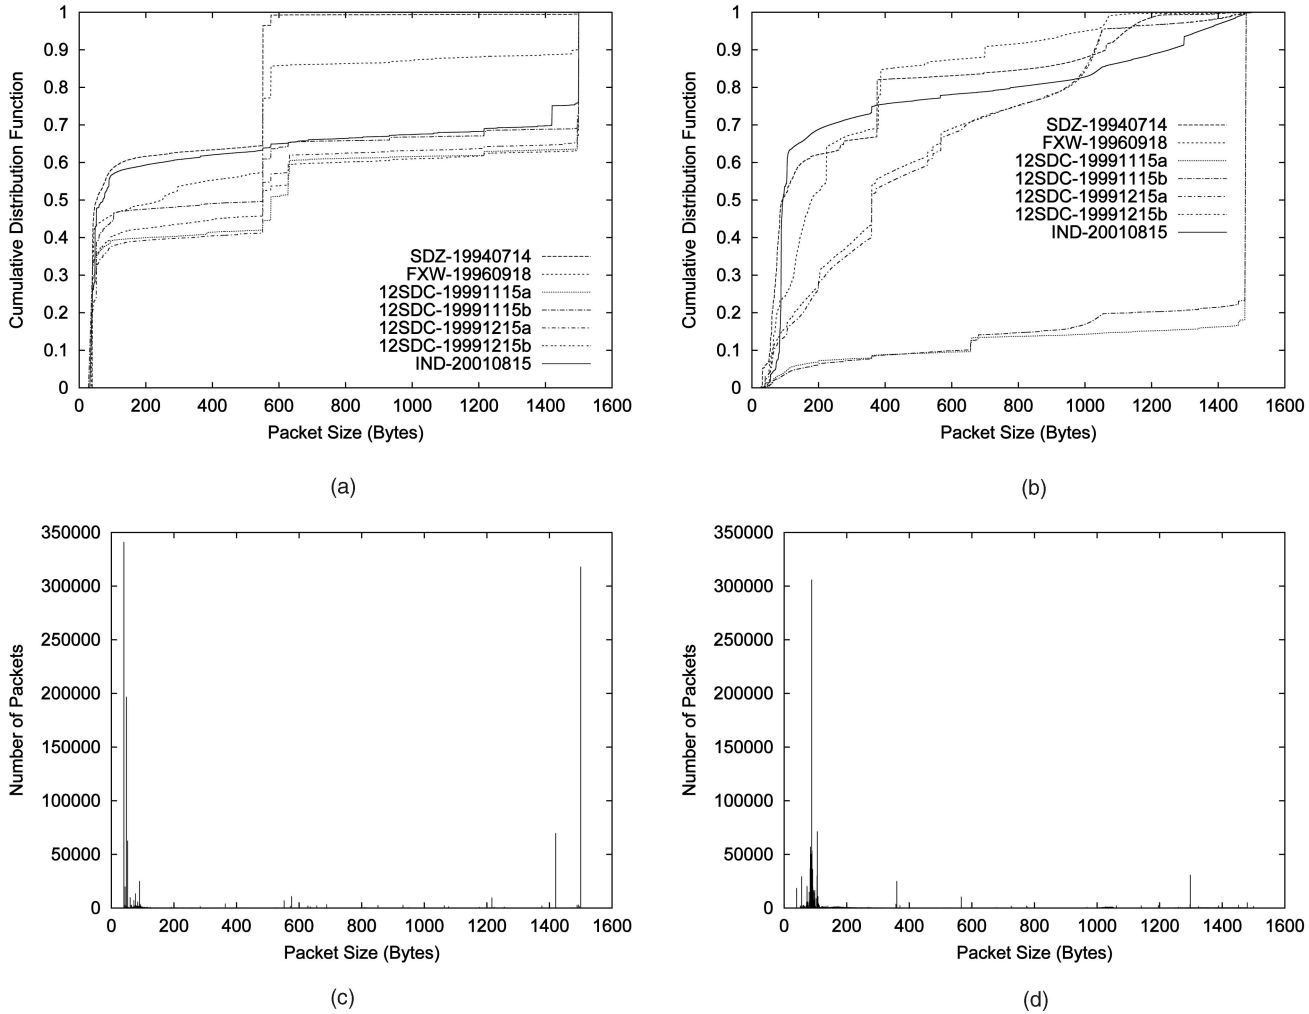 1
0.9
0.8
0.7
0.6
0.5
0.4
0.3
0.2
0.1
0
Cumulative Distribution Function
SDZ-19940714
FXW-19960918
12SDC-19991115a
12SDC-19991115b
12SDC-19991215a
12SDC-19991215b
IND-20010815
0 200 400 600 800 1000 1200 1400 1600
Packet Size (Bytes)
(a)
1
0.9
0.8
0.7
0.6
0.5
0.4
0.3
0.2
0.1
0
Cumulative Distribution Function
SDZ-19940714
FXW-19960918
12SDC-19991115a
12SDC-19991115b
12SDC-19991215a
12SDC-19991215b
IND-20010815
0 200 400 600 800 1000 1200 1400 1600
Packet Size (Bytes)
(b)
350000
300000
250000
200000
150000
100000
50000
0
Number of Packets
0 200 400 600 800 1000 1200 1400 1600
Packet Size (Bytes)
(c)
350000
300000
250000
200000
150000
100000
50000
0
Number of Packets
0 200 400 600 800 1000 1200 1400 1600
Packet Size (Bytes)
(d)